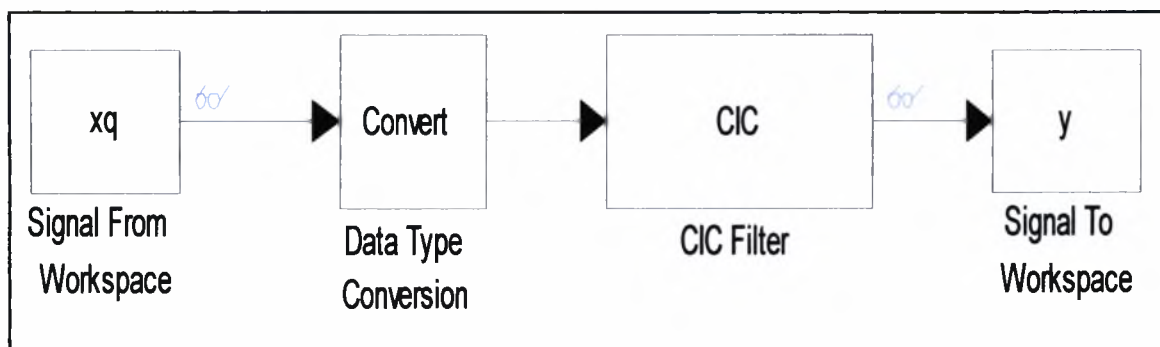 xq
Convert
CIC
y
Signal From
Workspace
Data Type
Conversion
CIC Filter
Signal To
Workspace